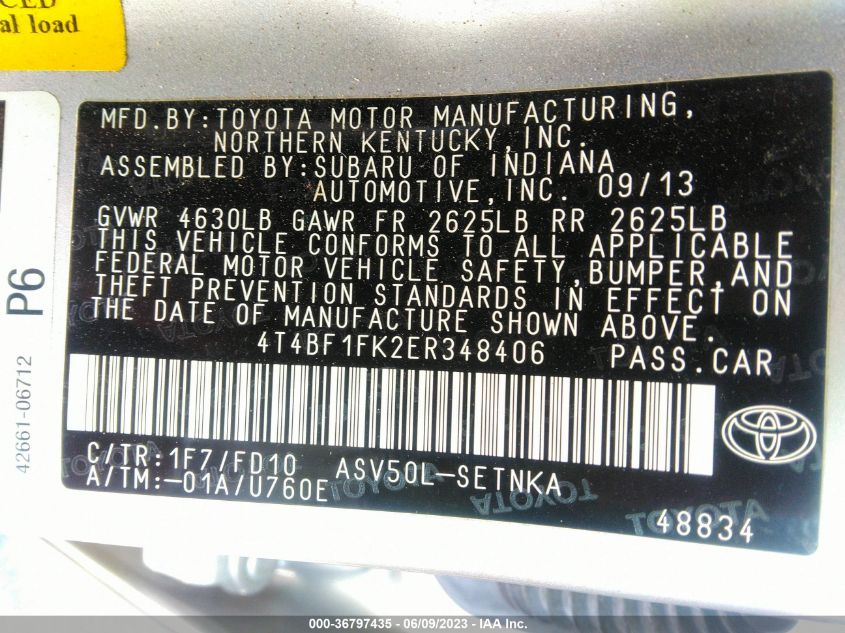 CED
al load
P6
42661-06712
MFD.BY:TOYOTA MOTOR MANUFACTURING,
NORTHERN KENTUCKY,INC.
ASSEMBLED BY:SUBARU OF INDIANA
AUTOMOTIVE,INC. 09/13
GVWR 4630LB GAWR FR 2625LB RR 2625LB
THIS VEHICLE CONFORMS TO ALL APPLICABLE
FEDERAL MOTOR VEHICLE SAFETY,BUMPER,AND
THEFT PREVENTION STANDARDS IN EFFECT ON
THE DATE OF MANUFACTURE SHOWN ABOVE.
4T4BF1FK2ER348406 PASS.CAR
C/TR:1F7/FD10 ASV50L-SETNKA
A/TM:-01A/U760E
48834
000-36797435 - 06/09/2023 - IAA Inc.